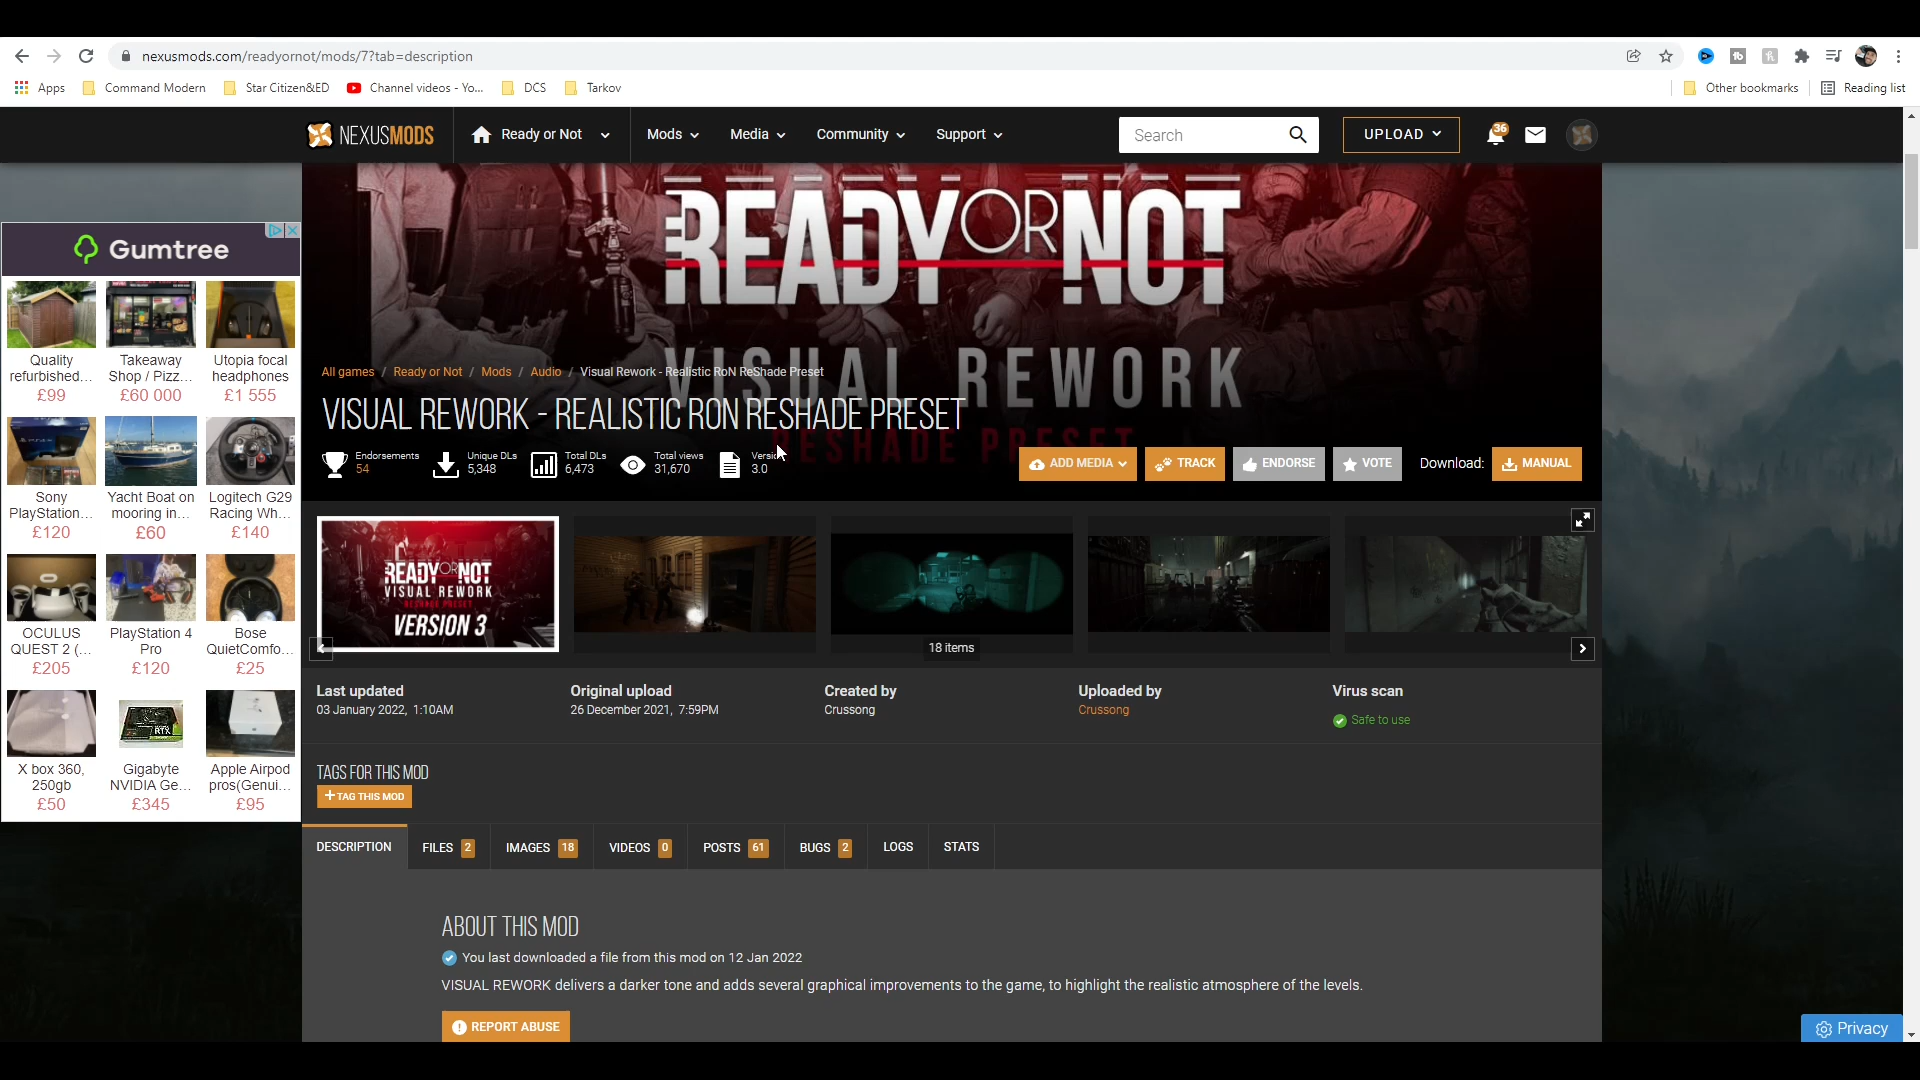 nexusmods.com/readyornot/mods/7?tab=description
Apps
Command Modern
Star Citizen&ED
Channel videos - Yo...
DCS
Tarkov
Other bookmarks
Reading list
NEXUSMODS
Ready or Not
Mods
Media
Community
Support
Search
UPLOAD
36
READY OR NOT
VISUAL REWORK
RESHADE PRESET
All games / Ready or Not / Mods / Audio / Visual Rework - Realistic RoN ReShade Preset
VISUAL REWORK - REALISTIC RON RESHADE PRESET
Endorsements
54
Unique DLs
5,348
Total DLs
6,473
Total views
31,670
Versi
3.0
ADD MEDIA
TRACK
ENDORSE
VOTE
Download:
MANUAL
Gumtree
Quality refurbished...
£99
Takeaway Shop / Pizz...
£60 000
Utopia focal headphones
£1 555
Sony PlayStation...
£120
Yacht Boat on mooring in...
£60
Logitech G29 Racing Wh...
£140
OCULUS QUEST 2 (...
£205
PlayStation 4 Pro
£120
Bose QuietComfo...
£25
X box 360, 250gb
£50
Gigabyte NVIDIA Ge...
£345
Apple Airpod pros(Genui...
£95
READY OR NOT
VISUAL REWORK
RESHADE PRESET
VERSION 3
18 items
Last updated
03 January 2022, 1:10AM
Original upload
26 December 2021, 7:59PM
Created by
Crussong
Uploaded by
Crussong
Virus scan
Safe to use
TAGS FOR THIS MOD
+ TAG THIS MOD
DESCRIPTION
FILES 2
IMAGES 18
VIDEOS 0
POSTS 61
BUGS 2
LOGS
STATS
ABOUT THIS MOD
You last downloaded a file from this mod on 12 Jan 2022
VISUAL REWORK delivers a darker tone and adds several graphical improvements to the game, to highlight the realistic atmosphere of the levels.
REPORT ABUSE
Privacy